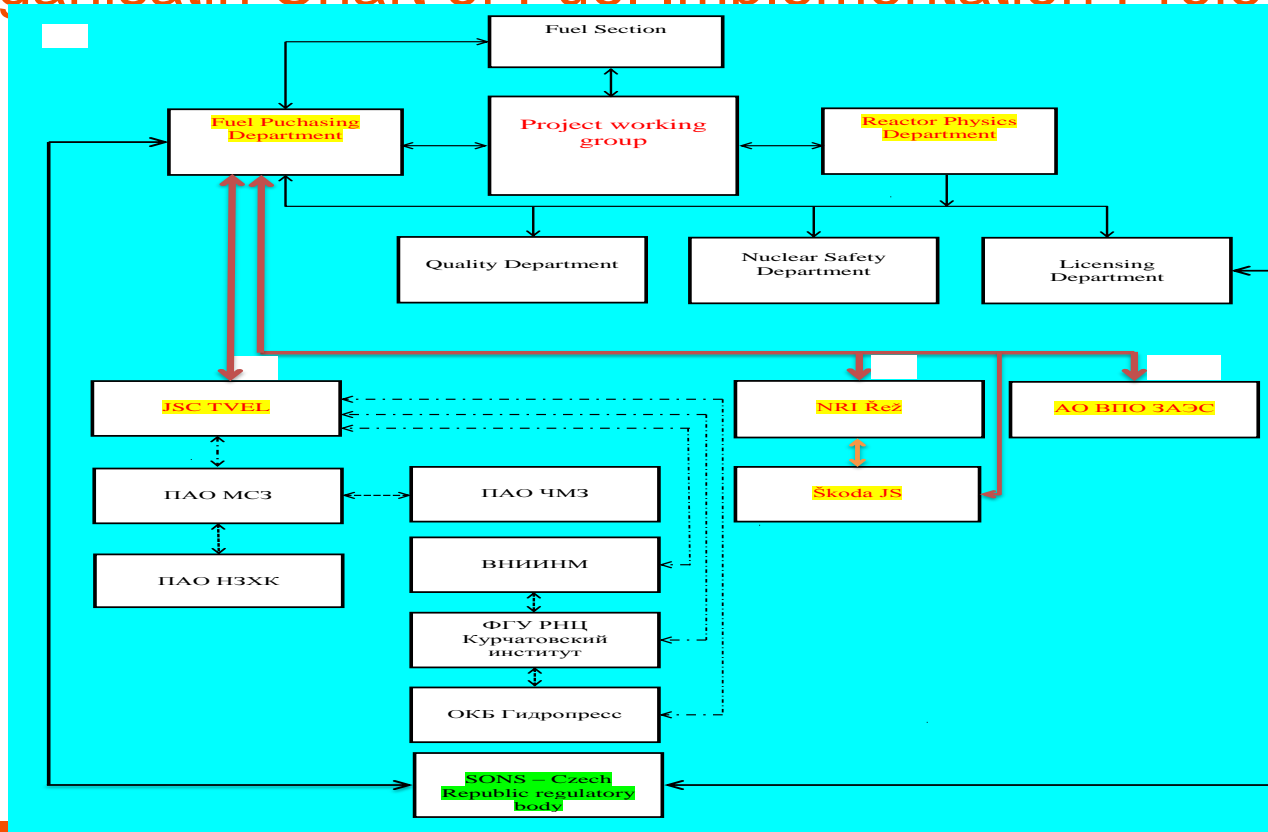 Fuel Section
Fuel Puchasing
Department
Project working
group
Reactor Physics
Department
Quality Department
Nuclear Safety
Department
Licensing
Department
JSC TVEL
NRI Řež
АО ВПО ЗАЭС
ПАО МСЗ
ПАО ЧМЗ
Škoda JS
ВНИИНМ
ПАО НЗХК
ФГУ РНЦ
Курчатовский
институт
ОКБ Гидропресс
SONS – Czech
Republic regulatory
body